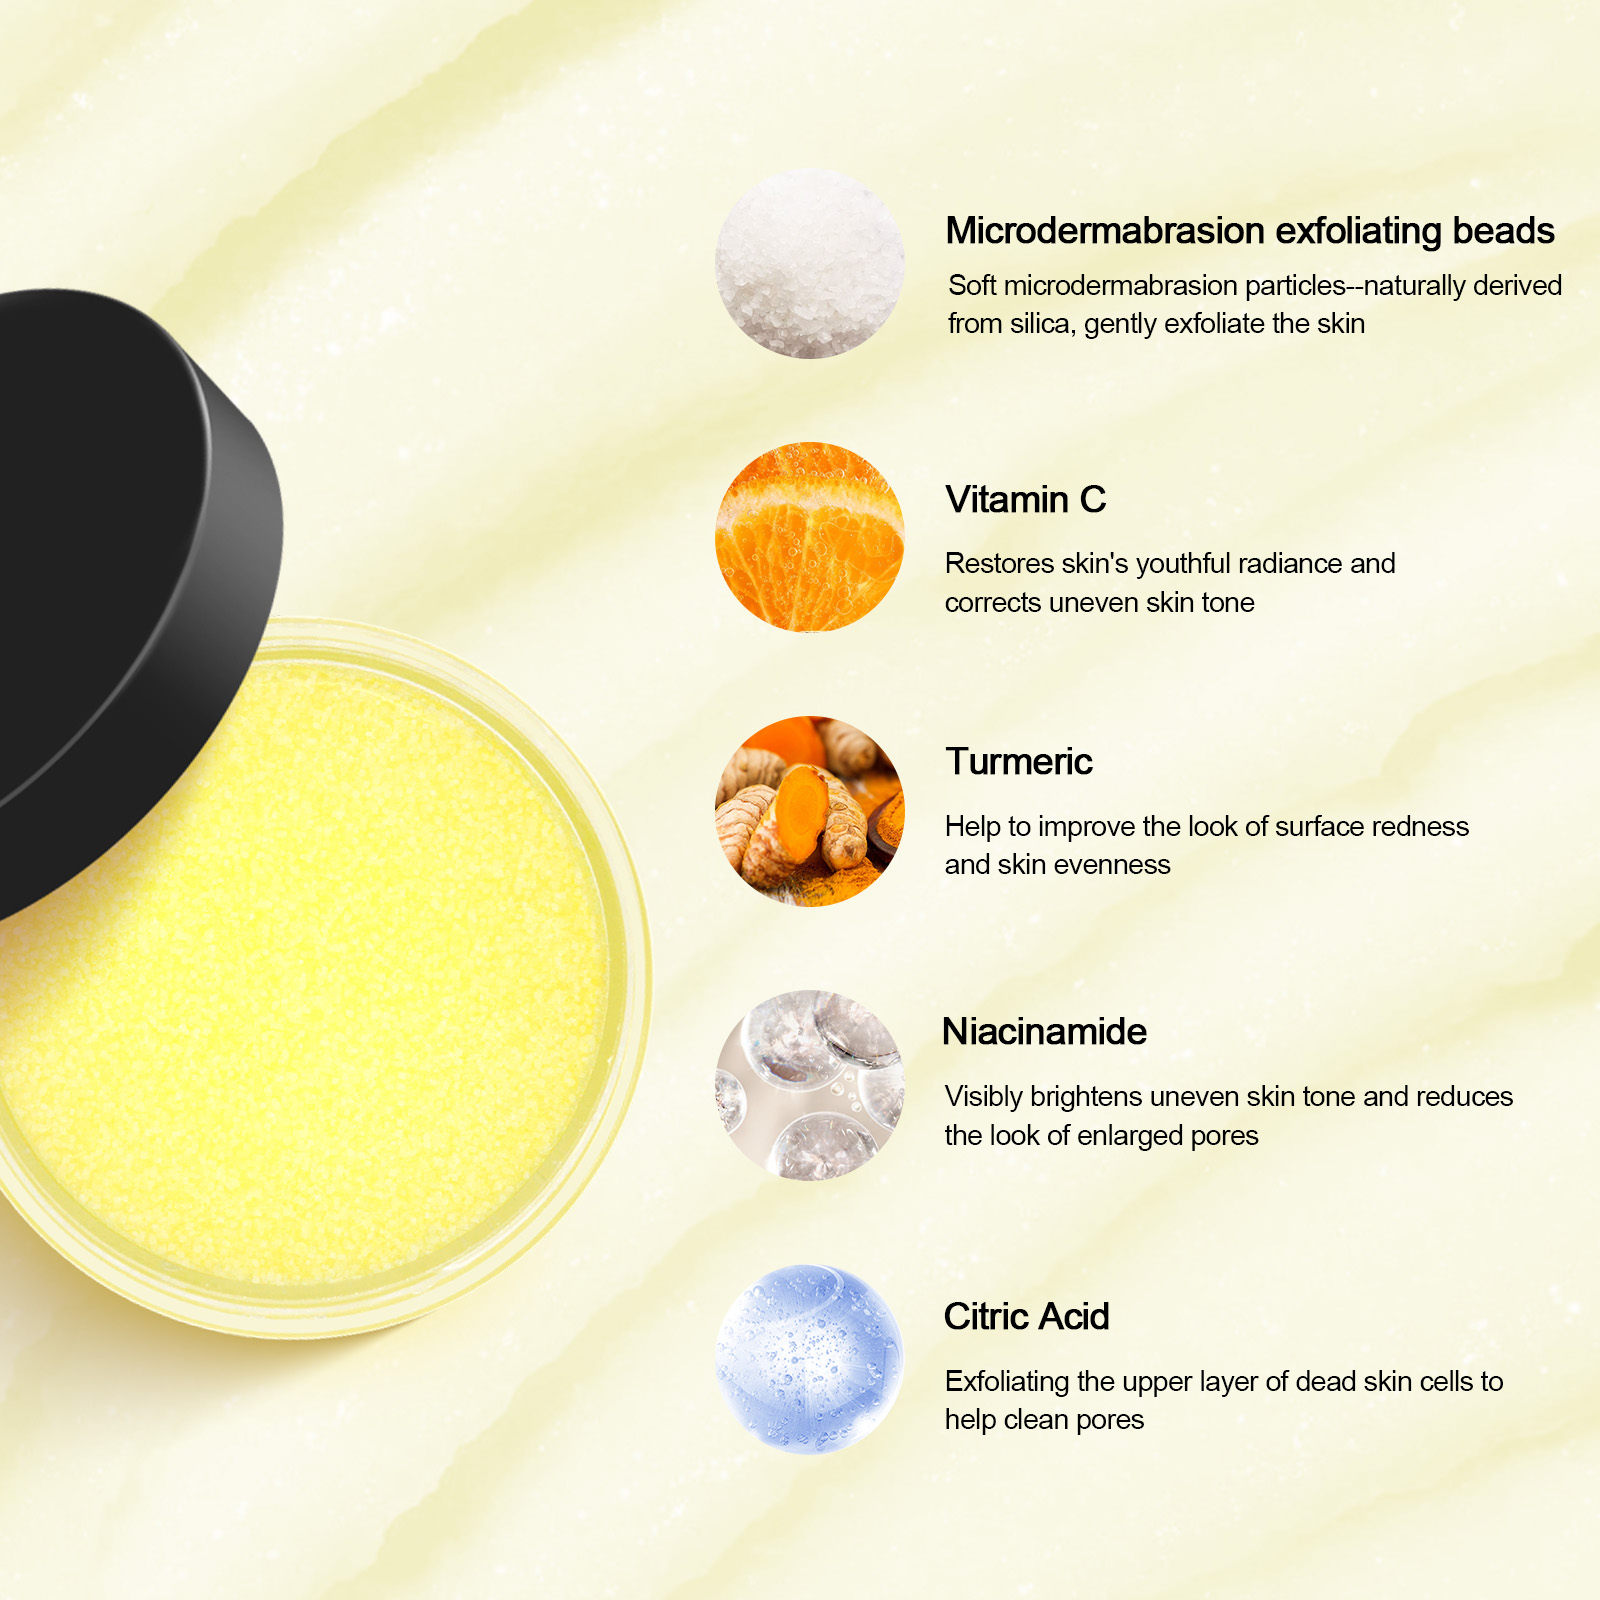 Microdermabrasion exfoliating beads
Soft microdermabrasion particles--naturally derived
from silica, gently exfoliate the skin
Vitamin C
Restores skin's youthful radiance and
corrects uneven skin tone
Turmeric
Help to improve the look of surface redness
and skin evenness
Niacinamide
Visibly brightens uneven skin tone and reduces
the look of enlarged pores
Citric Acid
Exfoliating the upper layer of dead skin cells to
help clean pores